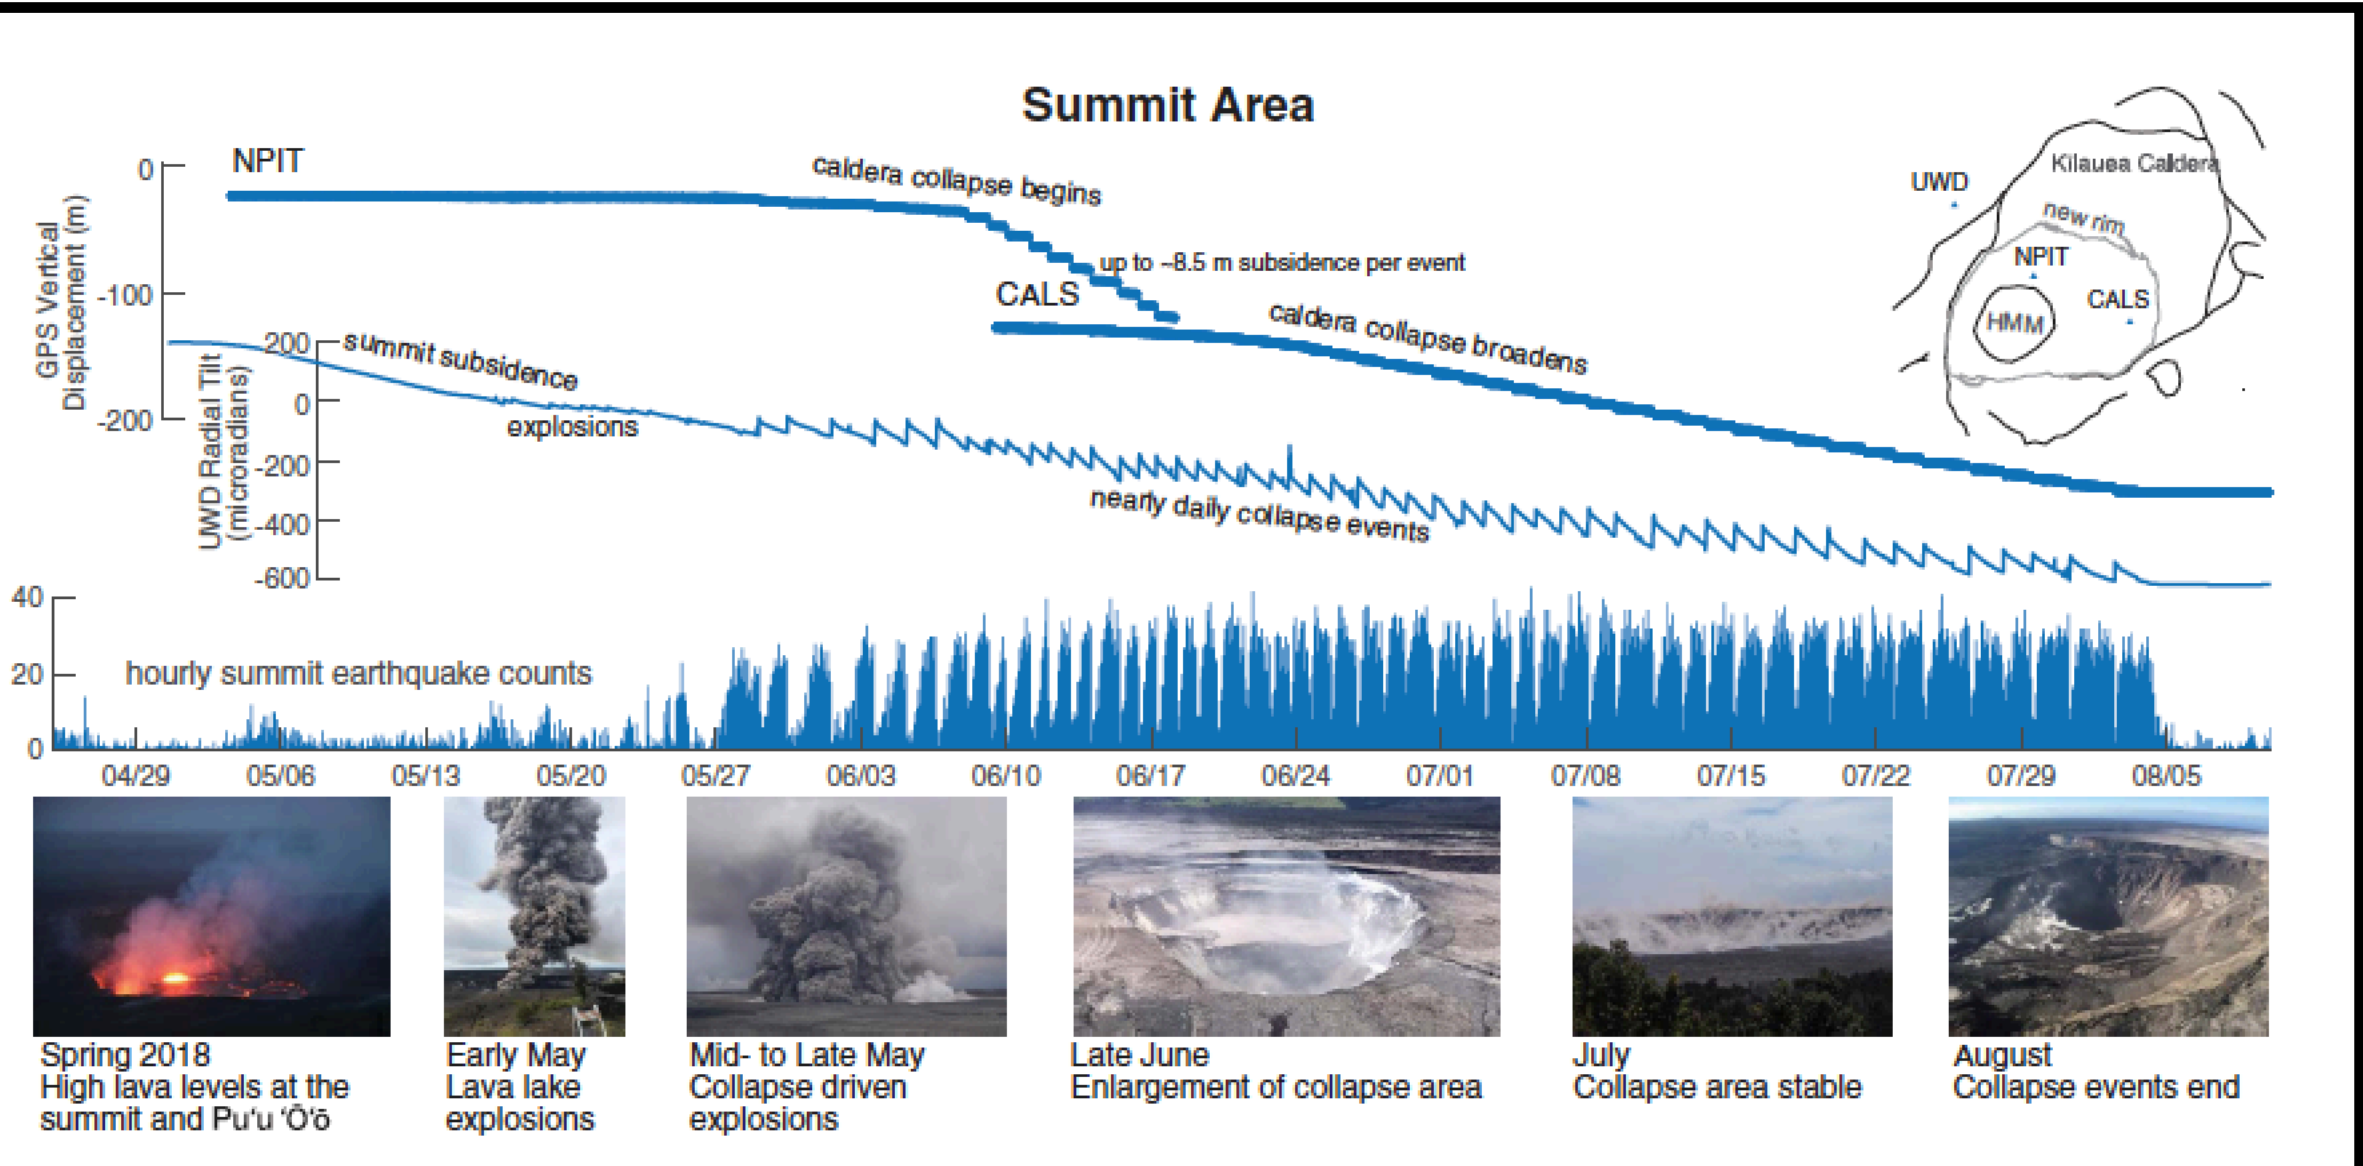 Summit Area
0
-100
-200
GPS Vertical
Displacement (m)
NPIT
caldera collapse begins
up to ~8.5 m subsidence per event
CALS
caldera collapse broadens
200
0
-200
-400
-600
UWD Radial Tilt
(microradians)
summit subsidence
explosions
nearly daily collapse events
UWD
Kīlauea Caldera
new rim
NPIT
CALS
HMM
40
20
0
hourly summit earthquake counts
04/29 05/06 05/13 05/20 05/27 06/03 06/10 06/17 06/24 07/01 07/08 07/15 07/22 07/29 08/05
Spring 2018
High lava levels at the
summit and Puʻu ʻŌʻō
Early May
Lava lake
explosions
Mid- to Late May
Collapse driven
explosions
Late June
Enlargement of collapse area
July
Collapse area stable
August
Collapse events end